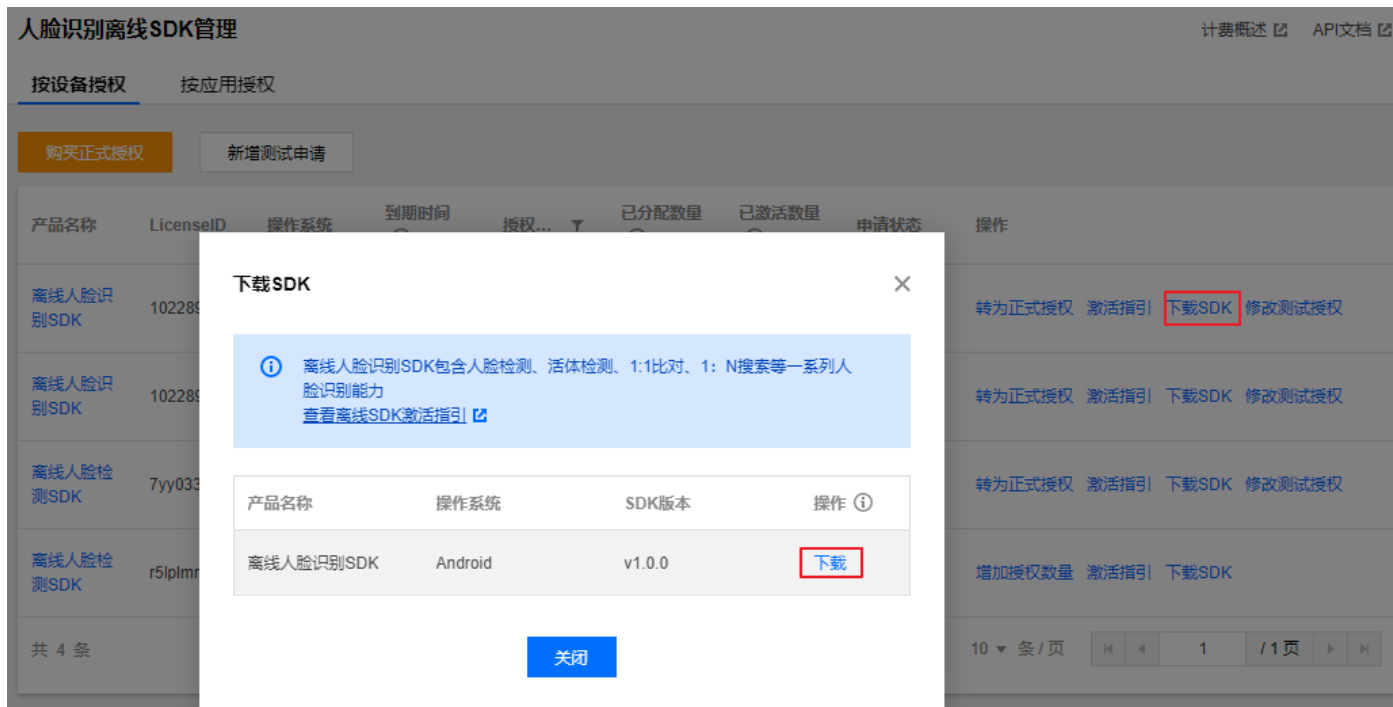 人脸识别离线SDK管理
计费概述 API文档
按设备授权 按应用授权
购买正式授权 新增测试申请
产品名称 LicenseID 操作系统 到期时间 授权... 已分配数量 已激活数量 申请状态 操作
离线人脸识
别SDK
102289
转为正式授权 激活指引 下载SDK 修改测试授权
离线人脸识
别SDK
102289
转为正式授权 激活指引 下载SDK 修改测试授权
离线人脸检
测SDK
7yy033
转为正式授权 激活指引 下载SDK 修改测试授权
离线人脸检
测SDK
增加授权数量 激活指引 下载SDK
共 4 条
10 条 / 页 1 / 1 页
下载SDK
离线人脸识别SDK包含人脸检测、活体检测、1:1比对、1：N搜索等一系列人
脸识别能力
查看离线SDK激活指引
产品名称 操作系统 SDK版本 操作
离线人脸识别SDK Android v1.0.0 下载
关闭